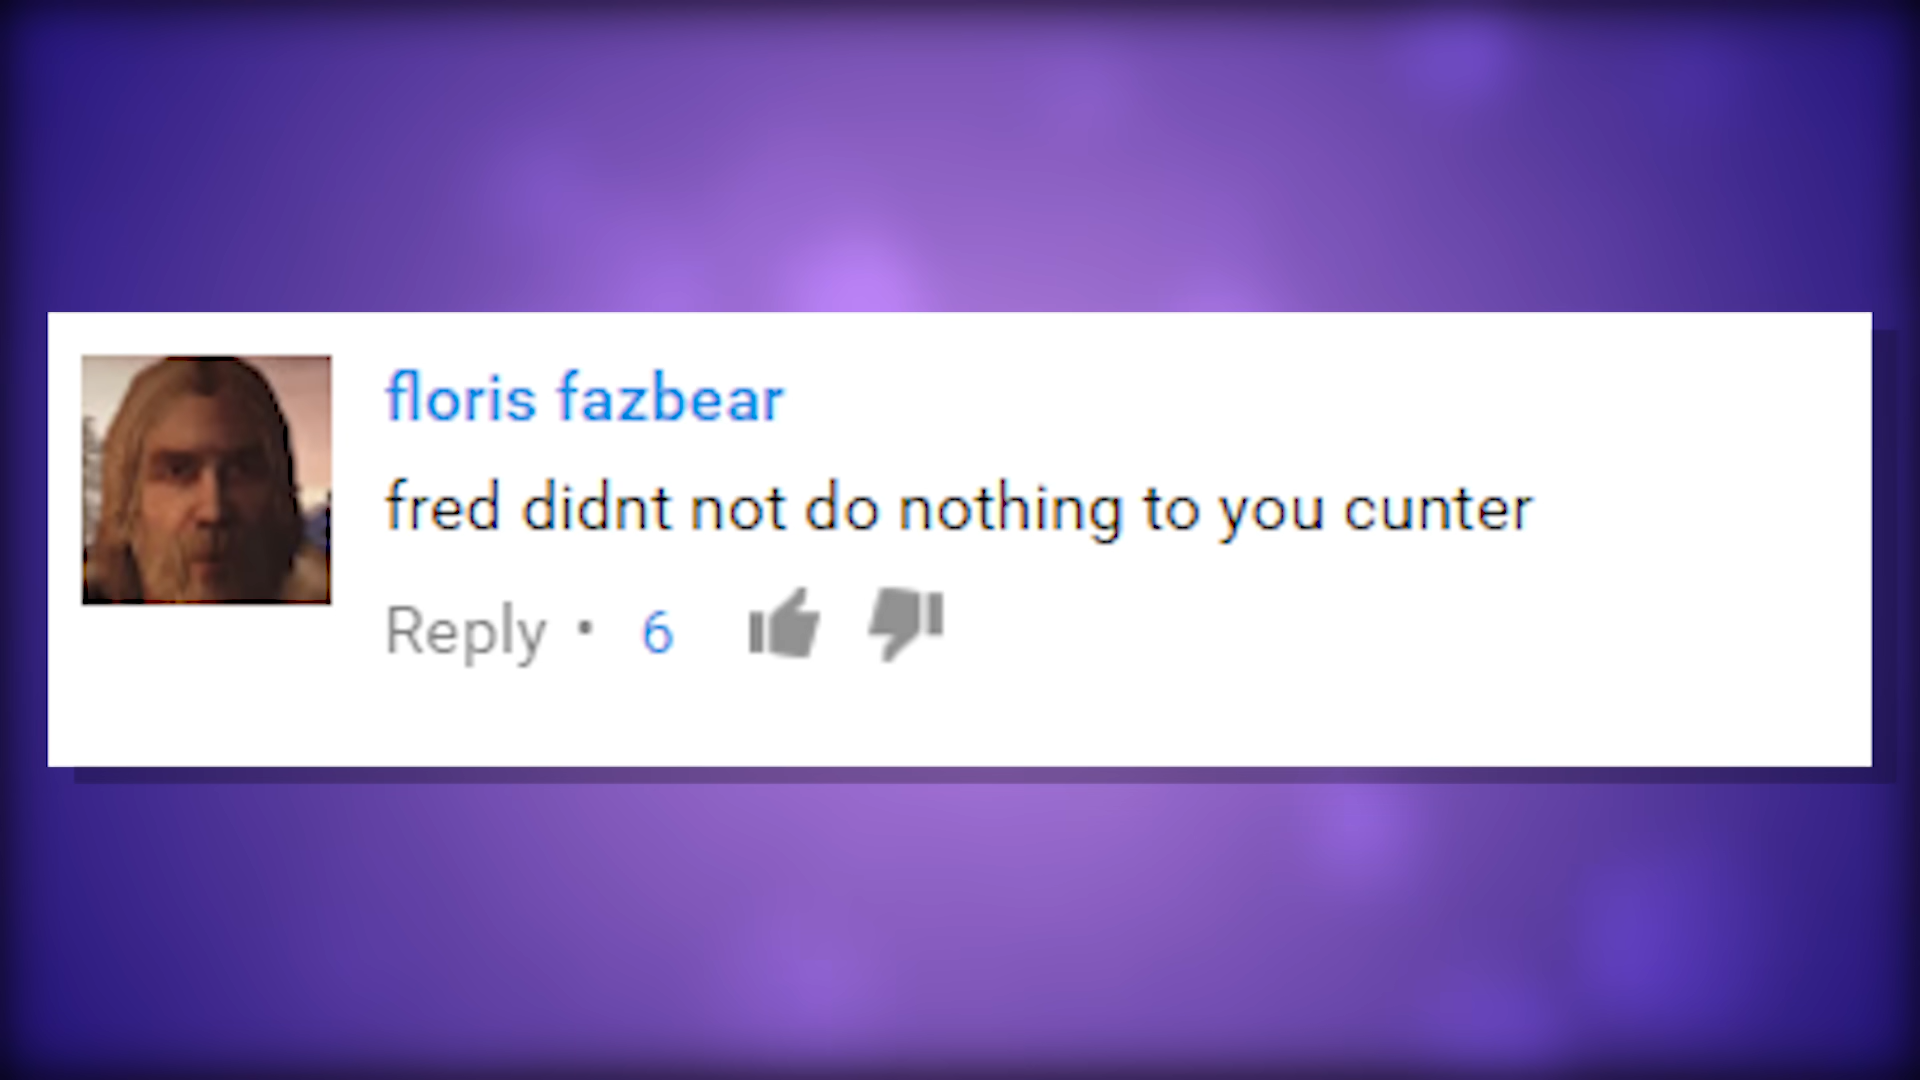 floris fazbear
fred didnt not do nothing to you cunter
Reply • 6